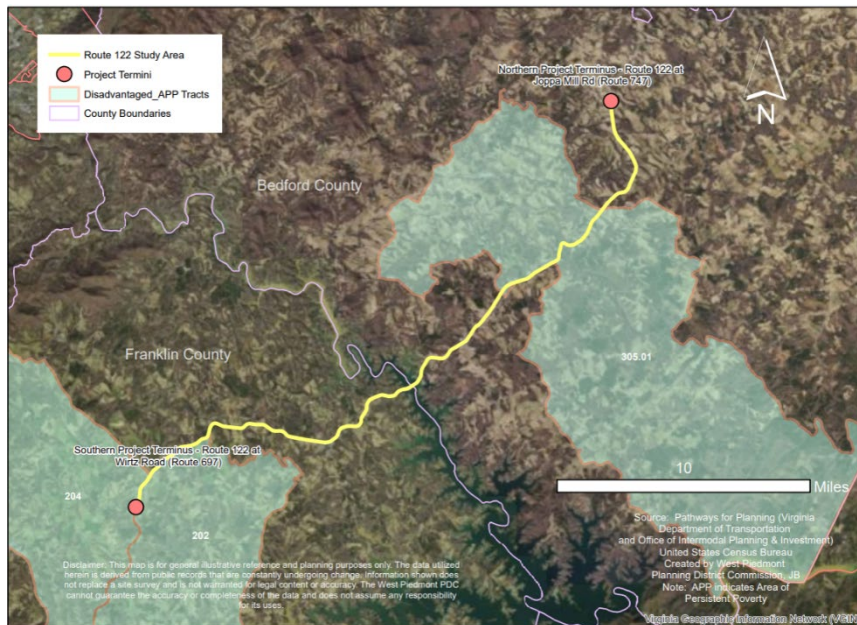 Route 122 Study Area
Project Termini
Disadvantaged_APP Tracts
County Boundaries
Northern Project Terminus - Route 122 at
Joppa Mill Rd (Route 747)
N
Bedford County
Franklin County
305.01
Southern Project Terminus - Route 122 at
Wirtz Road (Route 697)
204
202
10
Miles
Disclaimer: This map is for general illustrative reference and planning purposes only. The data utilized
herein is derived from public records that are constantly undergoing change. Information shown does
not replace a site survey and is not warranted for legal content or accuracy. The West Piedmont PDC
cannot guarantee the accuracy or completeness of the data and does not assume any responsibility
for its uses.
Source: Pathways for Planning (Virginia
Department of Transportation
and Office of Intermodal Planning & Investment)
United States Census Bureau
Created by West Piedmont
Planning District Commission, JB
Note: APP indicates Area of
Persistent Poverty
Virginia Geographic Information Network (VGIN